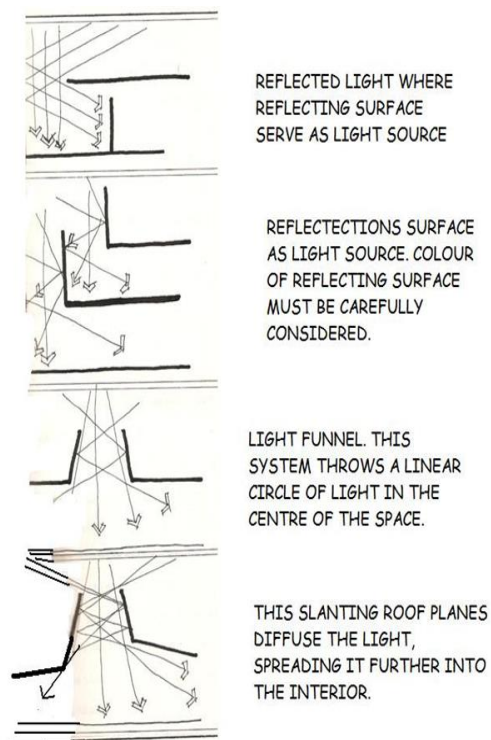 REFLECTED LIGHT WHERE
REFLECTING SURFACE
SERVE AS LIGHT SOURCE
REFLECTECTIONS SURFACE
AS LIGHT SOURCE. COLOUR
OF REFLECTING SURFACE
MUST BE CAREFULLY
CONSIDERED.
LIGHT FUNNEL. THIS
SYSTEM THROWS A LINEAR
CIRCLE OF LIGHT IN THE
CENTRE OF THE SPACE.
THIS SLANTING ROOF PLANES
DIFFUSE THE LIGHT,
SPREADING IT FURTHER INTO
THE INTERIOR.